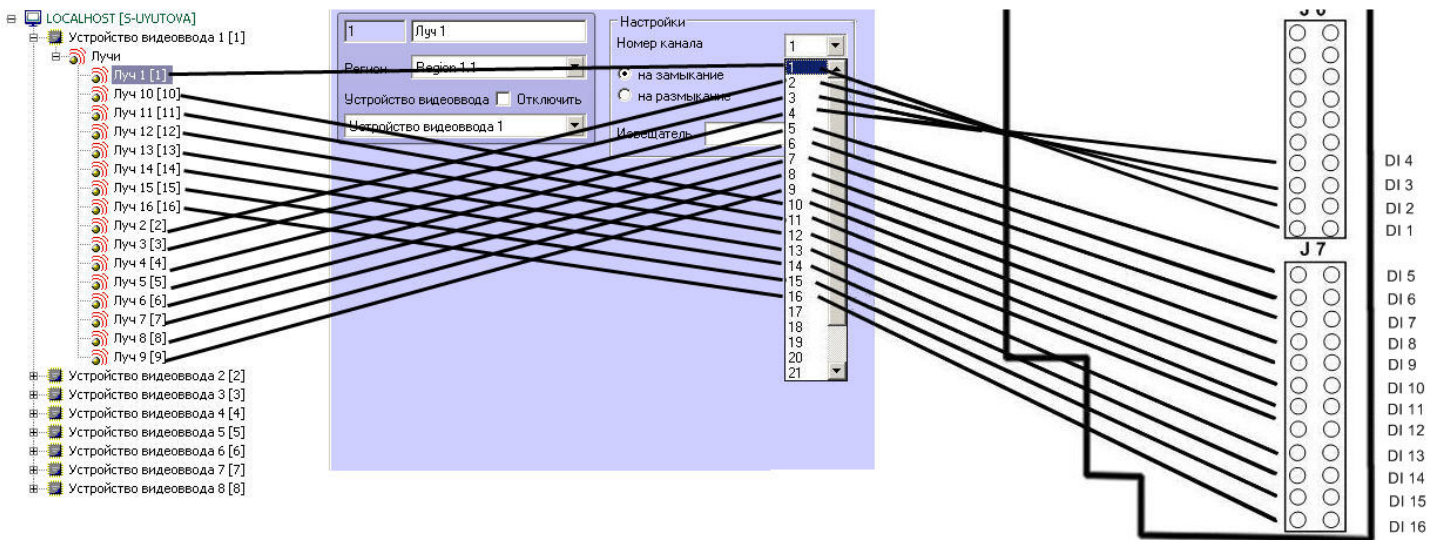 LOCALHOST [S-UYUTOVA]
Устройство видеоввода 1 [1]
Лучи
Луч 1 [1]
Луч 10 [10]
Луч 11 [11]
Луч 12 [12]
Луч 13 [13]
Луч 14 [14]
Луч 15 [15]
Луч 16 [16]
Луч 2 [2]
Луч 3 [3]
Луч 4 [4]
Луч 5 [5]
Луч 6 [6]
Луч 7 [7]
Луч 8 [8]
Луч 9 [9]
Устройство видеоввода 2 [2]
Устройство видеоввода 3 [3]
Устройство видеоввода 4 [4]
Устройство видеоввода 5 [5]
Устройство видеоввода 6 [6]
Устройство видеоввода 7 [7]
Устройство видеоввода 8 [8]
1
Луч 1
Регион
Region 1.1
Устройство видеоввода
Отключить
Устройство видеоввода 1
Настройки
Номер канала
1
на замыкание
на размыкание
Извещатель
1
2
3
4
5
6
7
8
9
10
11
12
13
14
15
16
17
18
19
20
21
J 6
DI 4
DI 3
DI 2
DI 1
J 7
DI 5
DI 6
DI 7
DI 8
DI 9
DI 10
DI 11
DI 12
DI 13
DI 14
DI 15
DI 16